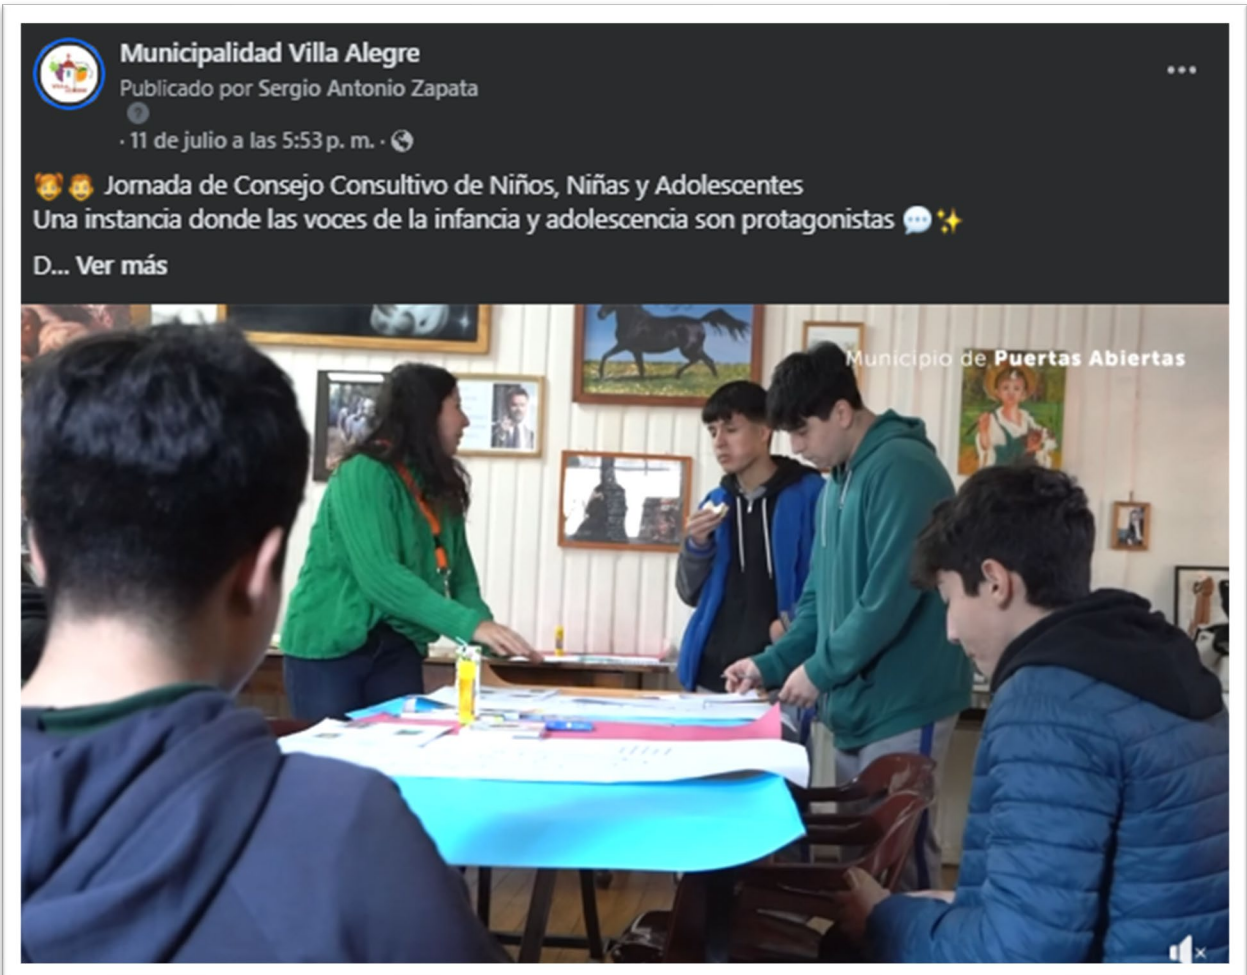 Municipalidad Villa Alegre
Publicado por Sergio Antonio Zapata
· 11 de julio a las 5:53 p. m. ·
👧🧒 Jornada de Consejo Consultivo de Niños, Niñas y Adolescentes
Una instancia donde las voces de la infancia y adolescencia son protagonistas 💬✨
D... Ver más
Municipio de Puertas Abiertas